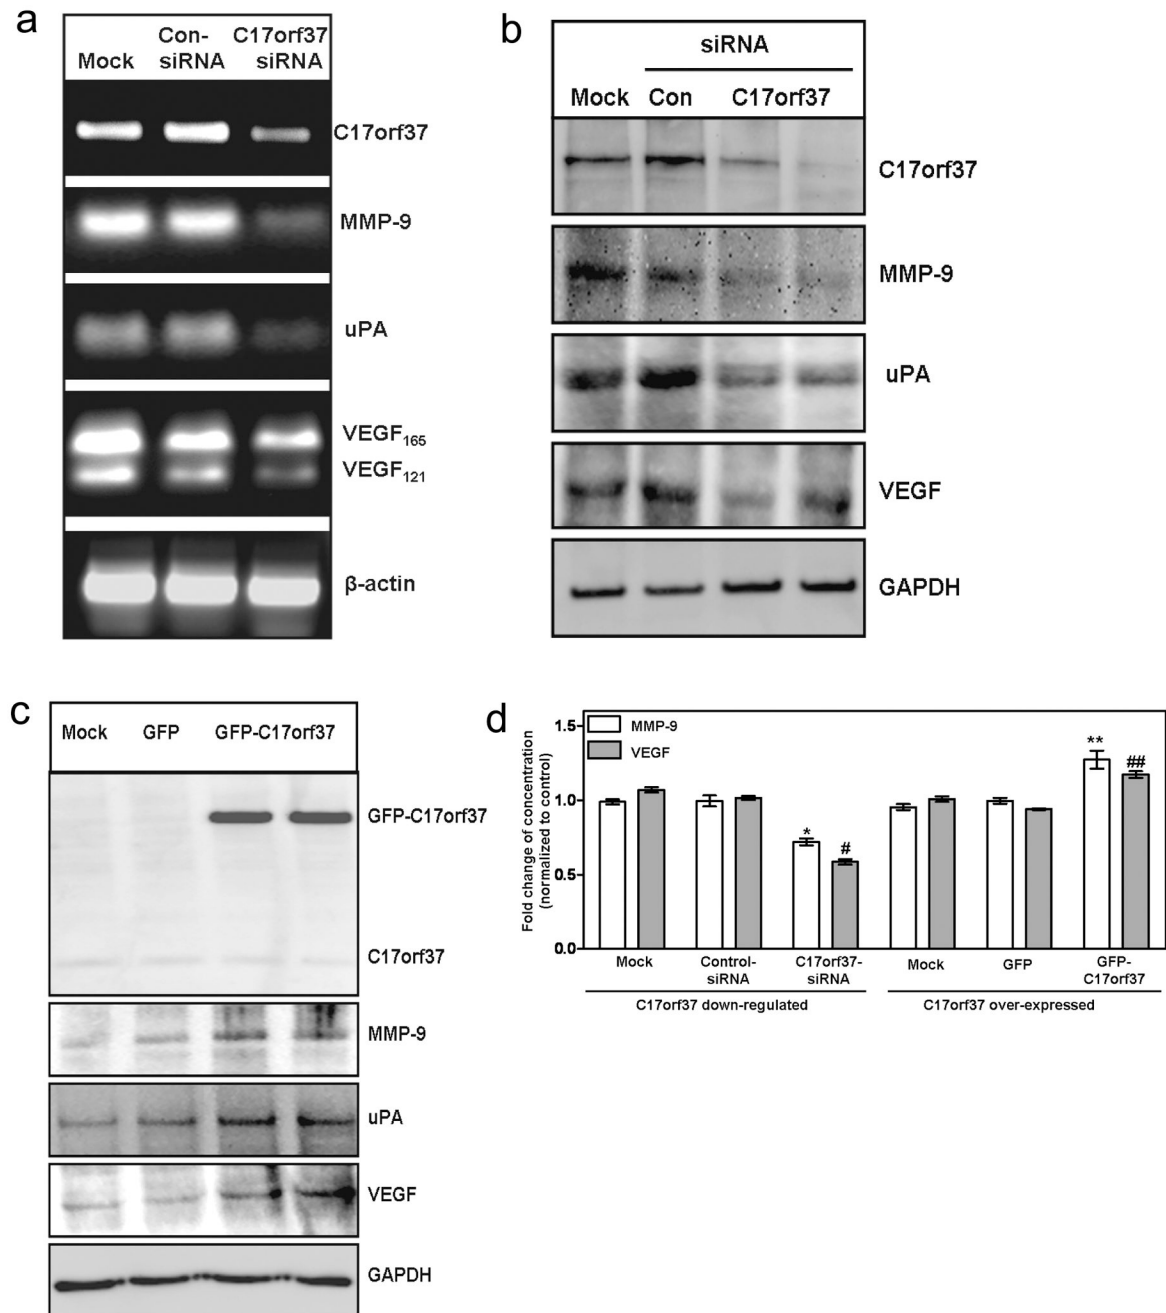 a
Mock Con-siRNA C17orf37 siRNA
C17orf37
MMP-9
uPA
VEGF165
VEGF121
β-actin
b
siRNA
Mock Con C17orf37
C17orf37
MMP-9
uPA
VEGF
GAPDH
c
Mock GFP GFP-C17orf37
GFP-C17orf37
C17orf37
MMP-9
uPA
VEGF
GAPDH
d
Fold change of concentration
(normalized to control)
1.5
1.0
0.5
0.0
MMP-9
VEGF
*
#
**
##
Mock Control-siRNA C17orf37-siRNA Mock GFP GFP-C17orf37
C17orf37 down-regulated C17orf37 over-expressed